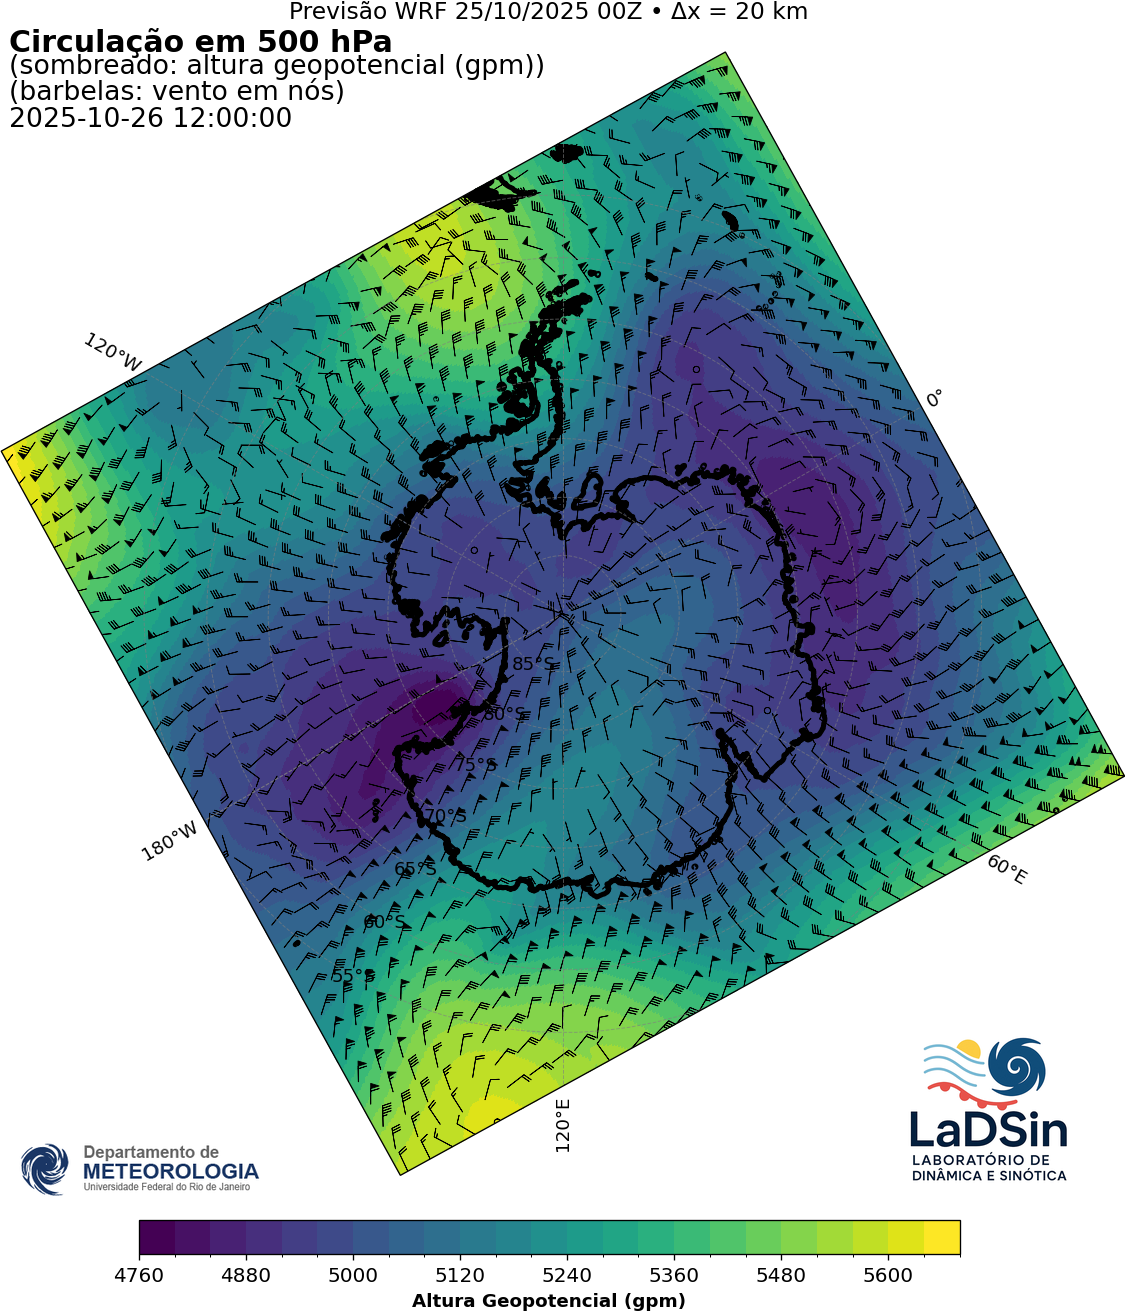 Previsão WRF 25/10/2025 00Z • Δx = 20 km
Circulação em 500 hPa
(sombreado: altura geopotencial (gpm))
(barbelas: vento em nós)
2025-10-26 12:00:00
120°W
0°
85°S
80°S
75°S
70°S
180°W
65°S
60°E
60°S
55°S
120°E
LaDSin
LABORATÓRIO DE
DINÂMICA E SINÓTICA
Departamento de
METEOROLOGIA
Universidade Federal do Rio de Janeiro
4760 4880 5000 5120 5240 5360 5480 5600
Altura Geopotencial (gpm)